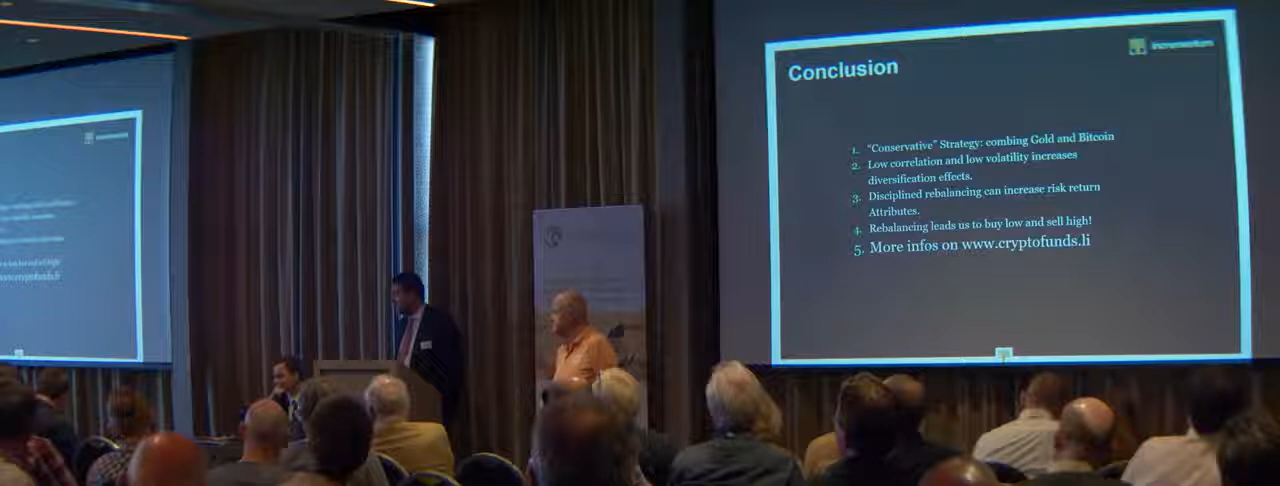 incrementum
Conclusion
1. "Conservative" Strategy: combing Gold and Bitcoin
2. Low correlation and low volatility increases
diversification effects.
3. Disciplined rebalancing can increase risk return
Attributes.
4. Rebalancing leads us to buy low and sell high!
5. More infos on www.cryptofunds.li